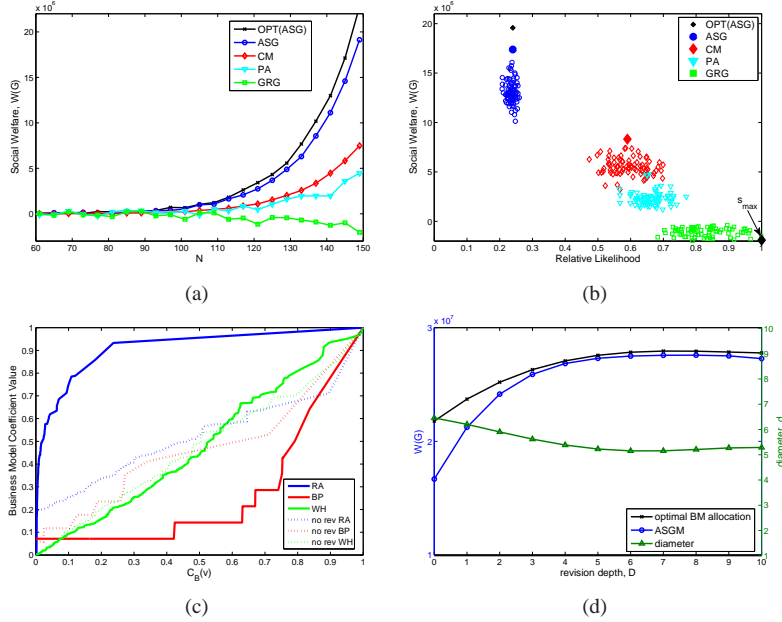 x 10⁶
20
15
10
5
0
Social Welfare, W(G)
60 70 80 90 100 110 120 130 140 150
N
OPT(ASG)
ASG
CM
PA
GRG
(a)
x 10⁶
20
15
10
5
0
Social Welfare, W(G)
0 0.1 0.2 0.3 0.4 0.5 0.6 0.7 0.8 0.9 1
Relative Likelihood
OPT(ASG)
ASG
CM
PA
GRG
s_max
(b)
1
0.9
0.8
0.7
0.6
0.5
0.4
0.3
0.2
0.1
0
Business Model Coefficient Value
0 0.1 0.2 0.3 0.4 0.5 0.6 0.7 0.8 0.9 1
C_B(v)
RA
BP
WH
no rev RA
no rev BP
no rev WH
(c)
x 10⁷
3
2
1
W(G)
10
9
8
7
6
5
4
3
2
1
diameter, d
0 1 2 3 4 5 6 7 8 9 10
revision depth, D
optimal BM allocation
ASGM
diameter
(d)